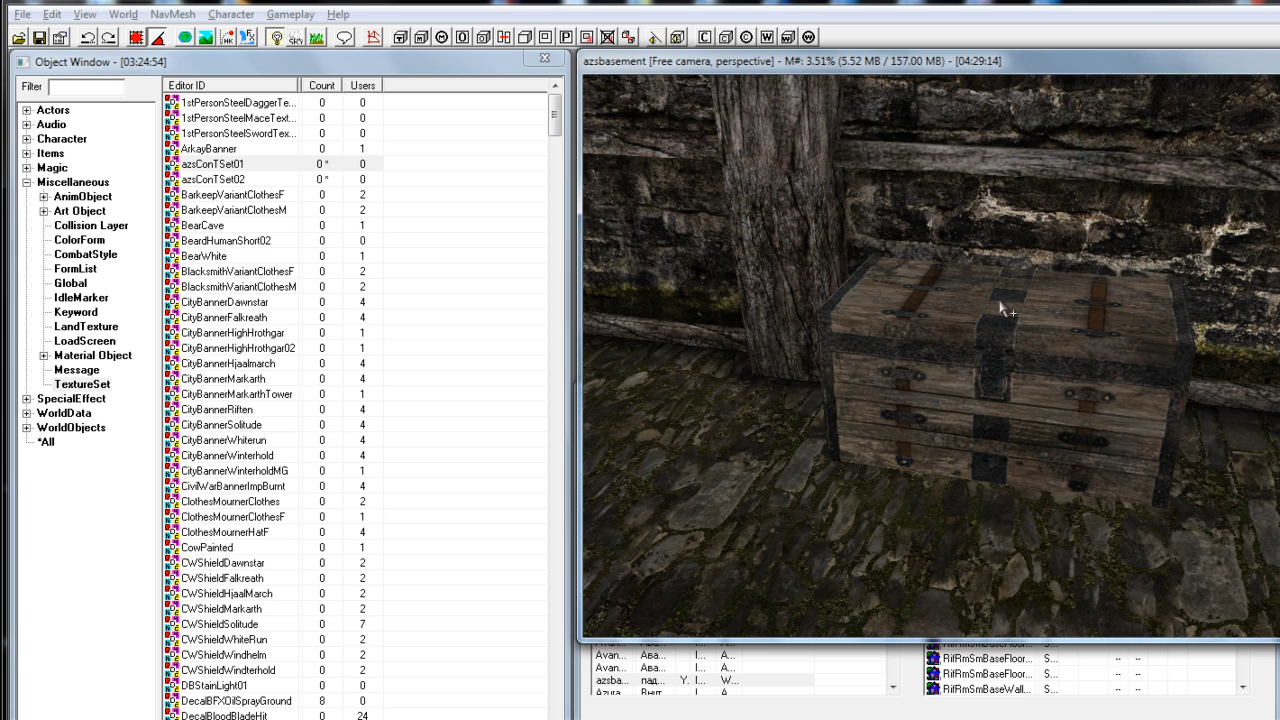 File Edit View World NavMesh Character Gameplay Help
Object Window - [03:24:54]
azsbasement [Free camera, perspective] - M#: 3.51% (5.52 MB / 157.00 MB) - [04:29:14]
Filter
Editor ID Count Users
Actors
Audio
Character
Items
Magic
Miscellaneous
AnimObject
Art Object
Collision Layer
ColorForm
CombatStyle
FormList
Global
IdleMarker
Keyword
LandTexture
LoadScreen
Material Object
Message
TextureSet
SpecialEffect
WorldData
WorldObjects
*All
1stPersonSteelDaggerTe... 0 0
1stPersonSteelMaceText... 0 0
1stPersonSteelSwordTex... 0 0
ArkayBanner 0 1
azsConTSet01 0 * 0
azsConTSet02 0 * 0
BarkeepVariantClothesF 0 2
BarkeepVariantClothesM 0 2
BearCave 0 1
BeardHumanShort02 0 0
BearWhite 0 1
BlacksmithVariantClothesF 0 2
BlacksmithVariantClothesM 0 2
CityBannerDawnstar 0 4
CityBannerFalkreath 0 4
CityBannerHighHrothgar 0 1
CityBannerHighHrothgar02 0 1
CityBannerHjaalmarch 0 4
CityBannerMarkarth 0 4
CityBannerMarkarthTower 0 1
CityBannerRiften 0 4
CityBannerSolitude 0 4
CityBannerWhiterun 0 4
CityBannerWinterhold 0 4
CityBannerWinterholdMG 0 1
CivilWarBannerImpBurnt 0 4
ClothesMournerClothes 0 2
ClothesMournerClothesF 0 1
ClothesMournerHatF 0 4
CowPainted 0 1
CWShieldDawnstar 0 2
CWShieldFalkreath 0 2
CWShieldHjaalMarch 0 2
CWShieldMarkarth 0 2
CWShieldSolitude 0 7
CWShieldWhiteRun 0 2
CWShieldWindhelm 0 2
CWShieldWindterhold 0 2
DBStainLight01 0 0
DecalBFXOilSprayGround 8 0
DecalBloodBladeHit 0 24
Avan... Ава... I... A...
Avan... Ава... I... A...
azsba... пад... Y. I... W...
RifRmSmBaseFloor... S... -- --
RifRmSmBaseFloor... S... -- --
RifRmSmBaseWall... S... -- --